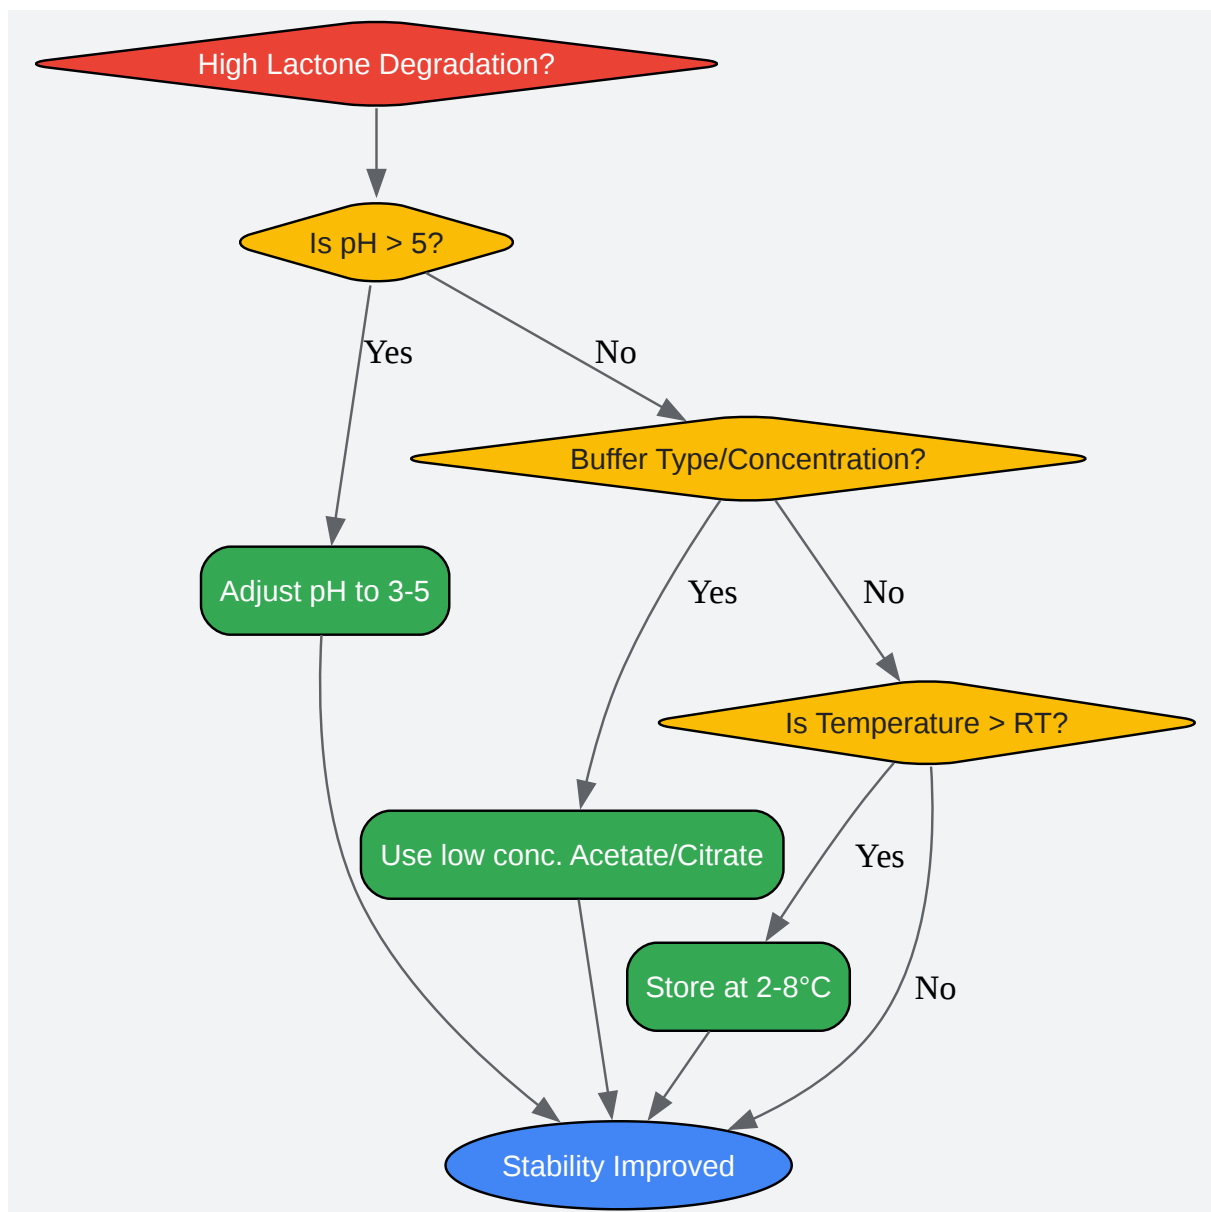 High Lactone Degradation?
Is pH > 5?
Yes
No
Buffer Type/Concentration?
Adjust pH to 3-5
Yes
No
Is Temperature > RT?
Use low conc. Acetate/Citrate
Yes
Store at 2-8°C
No
Stability Improved